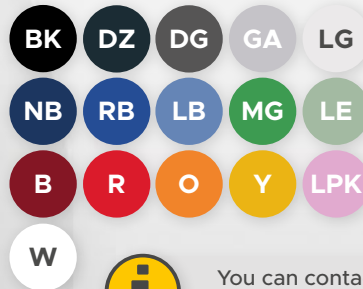 BK DZ DG GA LG
NB RB LB MG LE
B R O Y LPK
W
You can conta